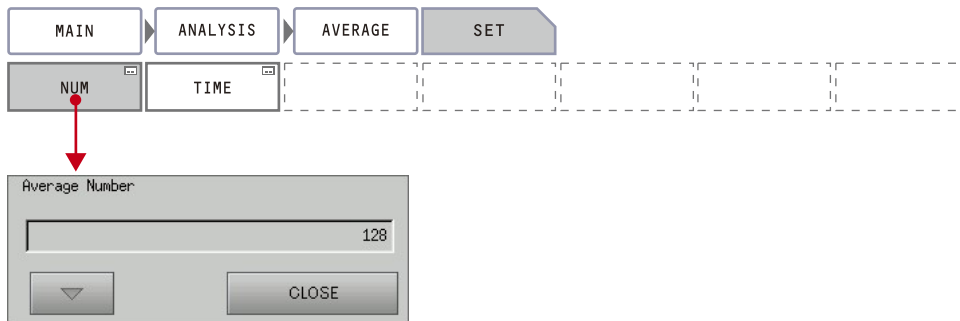 MAIN ANALYSIS AVERAGE SET
NUM TIME
Average Number
128
CLOSE